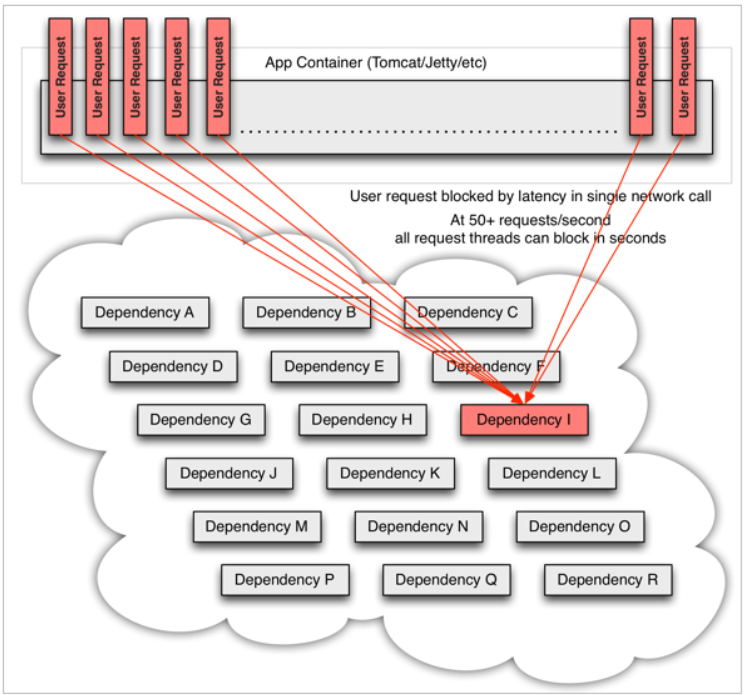 User Request
User Request
User Request
User Request
User Request
User Request
User Request
App Container (Tomcat/Jetty/etc)
User request blocked by latency in single network call
At 50+ requests/second
all request threads can block in seconds
Dependency A
Dependency B
Dependency C
Dependency D
Dependency E
Dependency F
Dependency G
Dependency H
Dependency I
Dependency J
Dependency K
Dependency L
Dependency M
Dependency N
Dependency O
Dependency P
Dependency Q
Dependency R